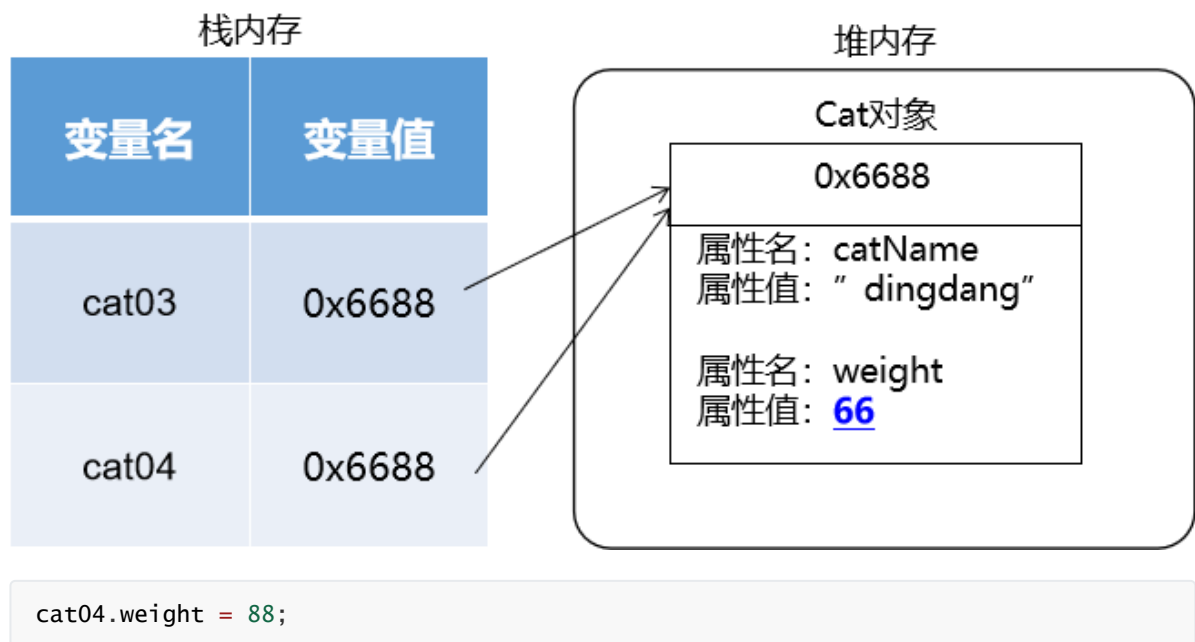 栈内存
变量名 变量值
cat03 0x6688
cat04 0x6688
堆内存
Cat对象
0x6688
属性名：catName
属性值：”dingdang”
属性名：weight
属性值：66
cat04.weight = 88;